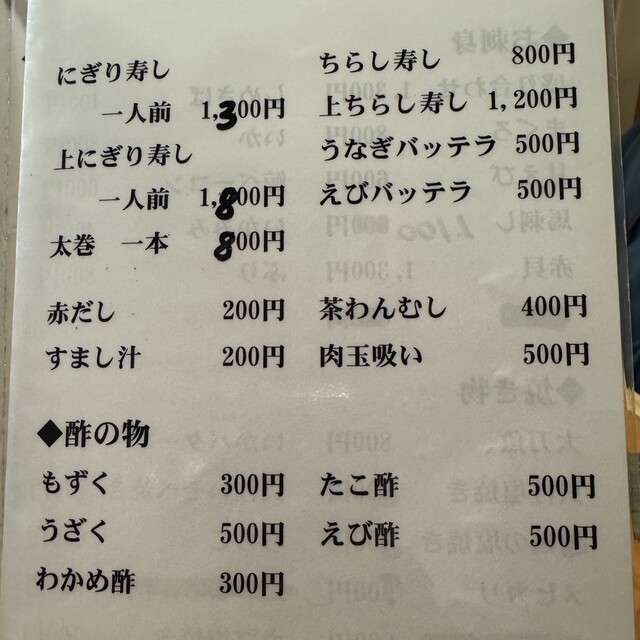 にぎり寿し
一人前 1,300円
上にぎり寿し
一人前 1,800円
太巻 一本 800円
赤だし 200円
すまし汁 200円
◆酢の物
もずく 300円
うざく 500円
わかめ酢 300円
ちらし寿し 800円
上ちらし寿し 1,200円
うなぎバッテラ 500円
えびバッテラ 500円
茶わんむし 400円
肉玉吸い 500円
たこ酢 500円
えび酢 500円